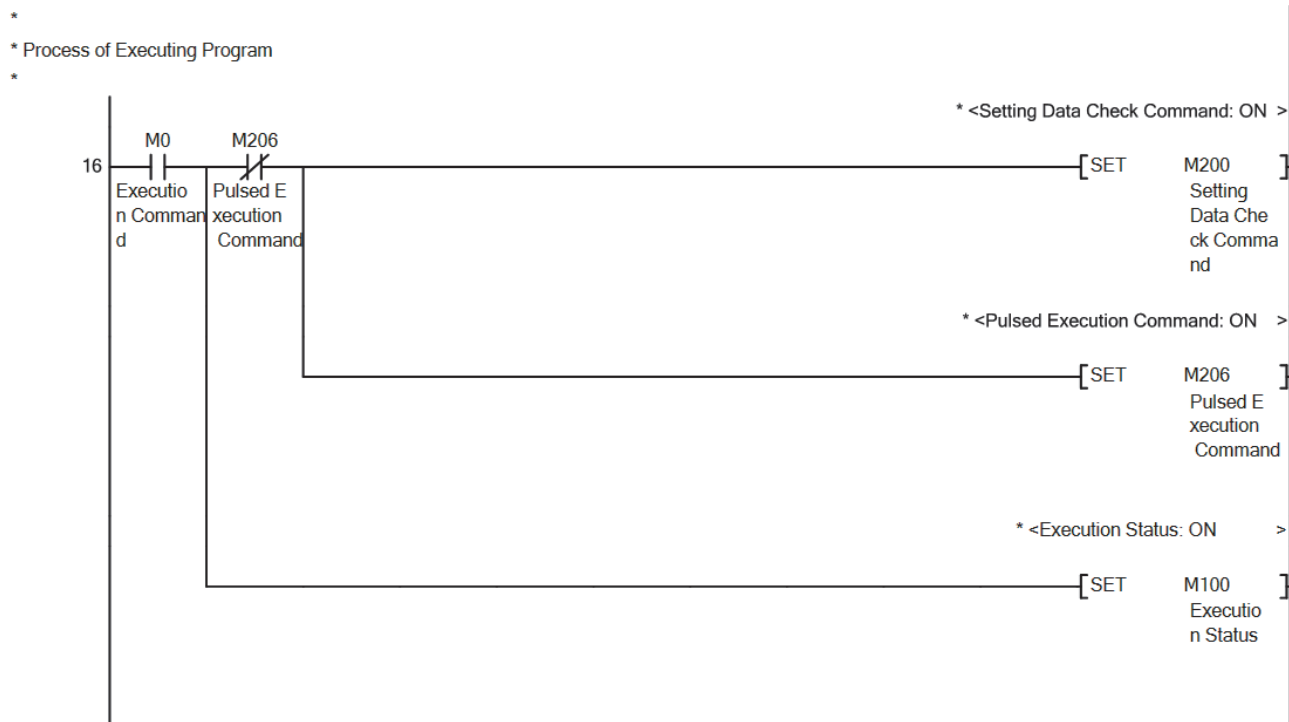 *
* Process of Executing Program
*
* <Setting Data Check Command: ON >
M0 M206
16 [SET M200 ]
Executio
n Comman
d
Pulsed E
xecution
Command
Setting
Data Che
ck Comma
nd
* <Pulsed Execution Command: ON >
[SET M206 ]
Pulsed E
xecution
Command
* <Execution Status: ON >
[SET M100 ]
Executio
n Status